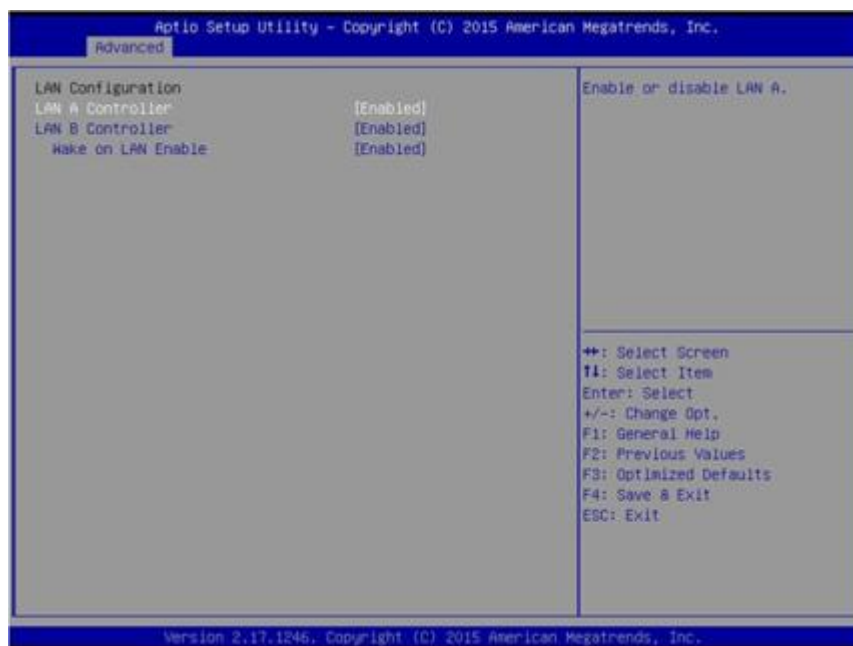 Aptio Setup Utility – Copyright (C) 2015 American Megatrends, Inc.
Advanced
LAN Configuration
LAN A Controller [Enabled]
LAN B Controller [Enabled]
Wake on LAN Enable [Enabled]
Enable or disable LAN A.
→←: Select Screen
↑↓: Select Item
Enter: Select
+/-: Change Opt.
F1: General Help
F2: Previous Values
F3: Optimized Defaults
F4: Save & Exit
ESC: Exit
Version 2.17.1246. Copyright (C) 2015 American Megatrends, Inc.